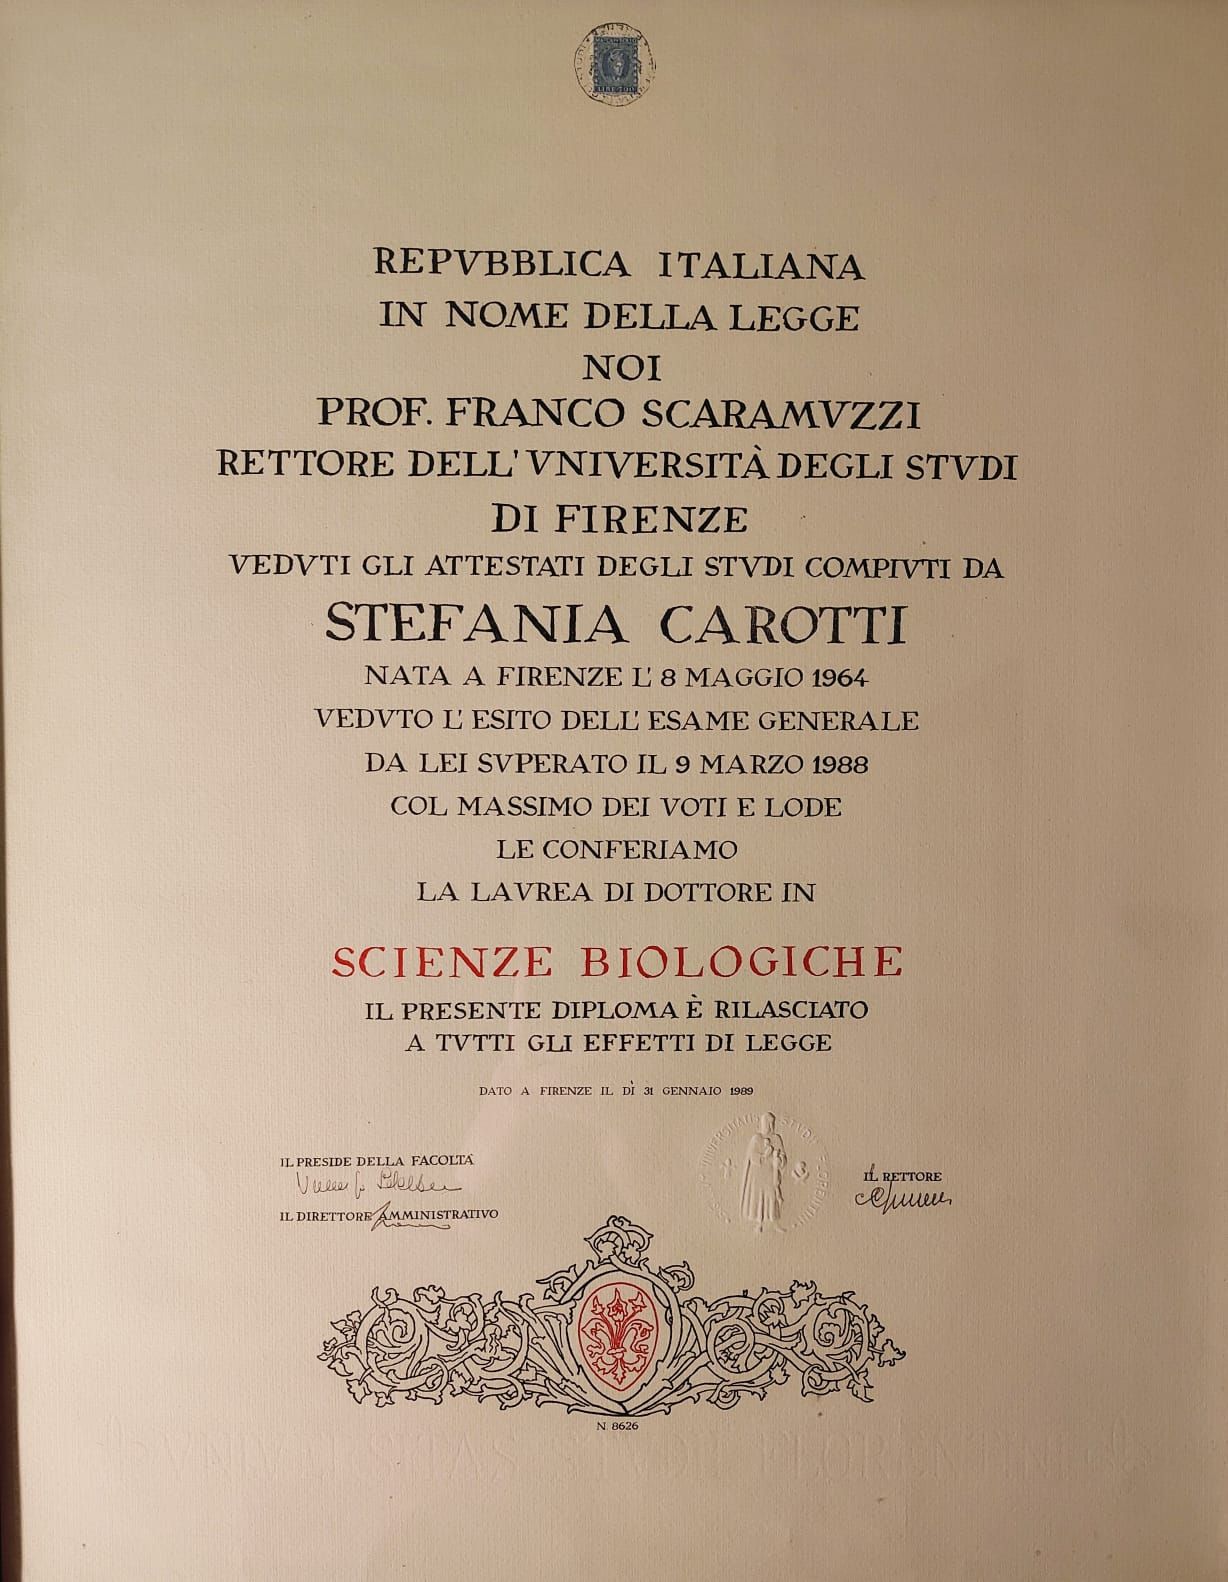 LIRE 700
REPVBBLICA ITALIANA
IN NOME DELLA LEGGE
NOI
PROF. FRANCO SCARAMVZZI
RETTORE DELL' VNIVERSITÀ DEGLI STVDI
DI FIRENZE
VEDVTI GLI ATTESTATI DEGLI STVDI COMPIVTI DA
STEFANIA CAROTTI
NATA A FIRENZE L' 8 MAGGIO 1964
VEDVTO L' ESITO DELL' ESAME GENERALE
DA LEI SVPERATO IL 9 MARZO 1988
COL MASSIMO DEI VOTI E LODE
LE CONFERIAMO
LA LAVREA DI DOTTORE IN
SCIENZE BIOLOGICHE
IL PRESENTE DIPLOMA È RILASCIATO
A TVTTI GLI EFFETTI DI LEGGE
DATO A FIRENZE IL DÌ 31 GENNAIO 1989
IL PRESIDE DELLA FACOLTÀ
IL DIRETTORE AMMINISTRATIVO
IL RETTORE
N. 8626